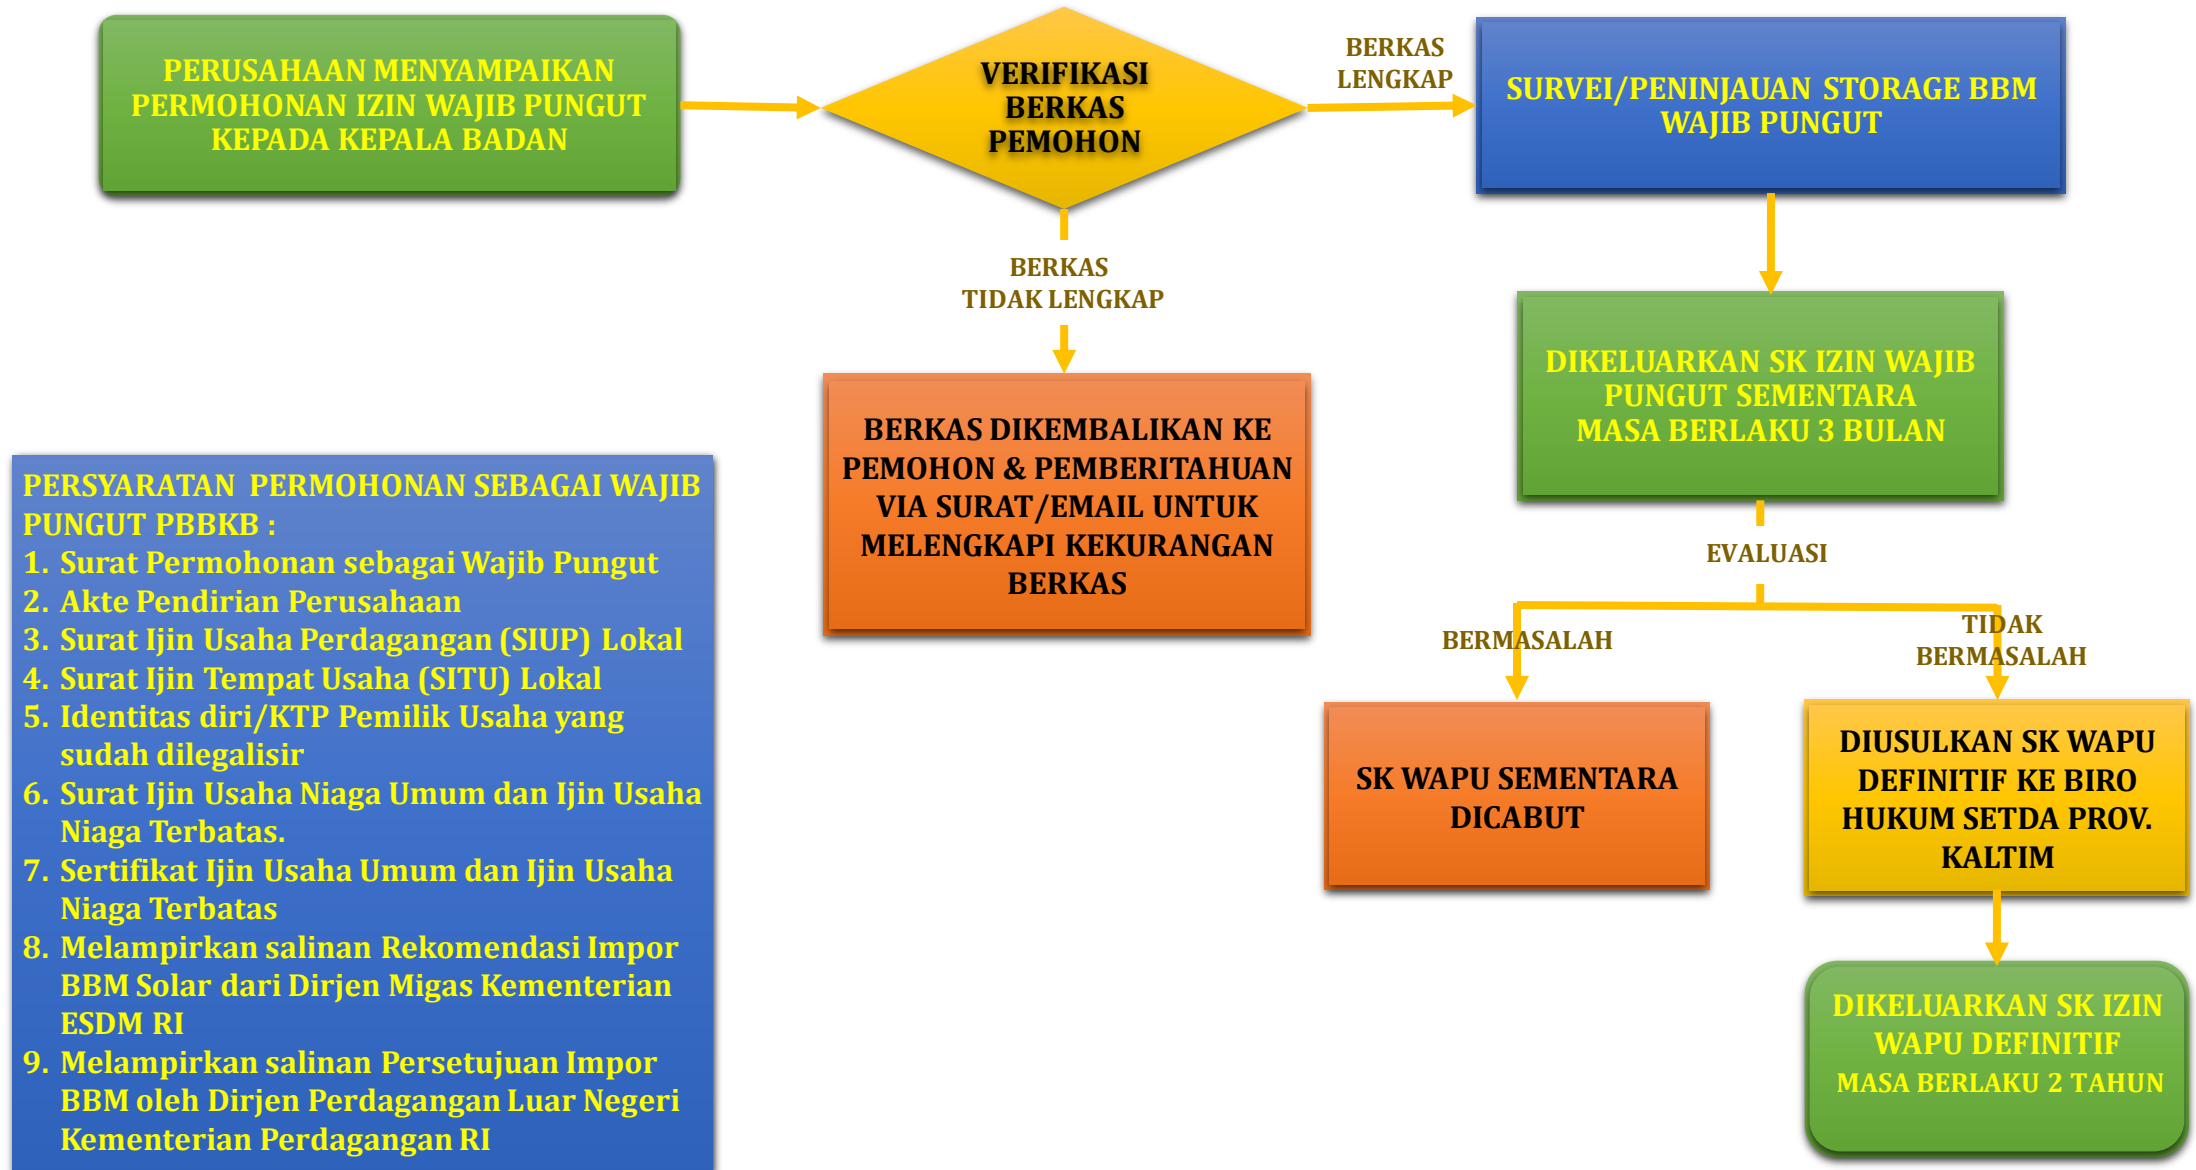 PERUSAHAAN MENYAMPAIKAN
PERMOHONAN IZIN WAJIB PUNGUT
KEPADA KEPALA BADAN
VERIFIKASI
BERKAS
PEMOHON
BERKAS
LENGKAP
SURVEI/PENINJAUAN STORAGE BBM
WAJIB PUNGUT
BERKAS
TIDAK LENGKAP
BERKAS DIKEMBALIKAN KE
PEMOHON & PEMBERITAHUAN
VIA SURAT/EMAIL UNTUK
MELENGKAPI KEKURANGAN
BERKAS
DIKELUARKAN SK IZIN WAJIB
PUNGUT SEMENTARA
MASA BERLAKU 3 BULAN
EVALUASI
BERMASALAH
TIDAK
BERMASALAH
SK WAPU SEMENTARA
DICABUT
DIUSULKAN SK WAPU
DEFINITIF KE BIRO
HUKUM SETDA PROV.
KALTIM
DIKELUARKAN SK IZIN
WAPU DEFINITIF
MASA BERLAKU 2 TAHUN
PERSYARATAN PERMOHONAN SEBAGAI WAJIB
PUNGUT PBBKB :
1. Surat Permohonan sebagai Wajib Pungut
2. Akte Pendirian Perusahaan
3. Surat Ijin Usaha Perdagangan (SIUP) Lokal
4. Surat Ijin Tempat Usaha (SITU) Lokal
5. Identitas diri/KTP Pemilik Usaha yang
sudah dilegalisir
6. Surat Ijin Usaha Niaga Umum dan Ijin Usaha
Niaga Terbatas.
7. Sertifikat Ijin Usaha Umum dan Ijin Usaha
Niaga Terbatas
8. Melampirkan salinan Rekomendasi Impor
BBM Solar dari Dirjen Migas Kementerian
ESDM RI
9. Melampirkan salinan Persetujuan Impor
BBM oleh Dirjen Perdagangan Luar Negeri
Kementerian Perdagangan RI